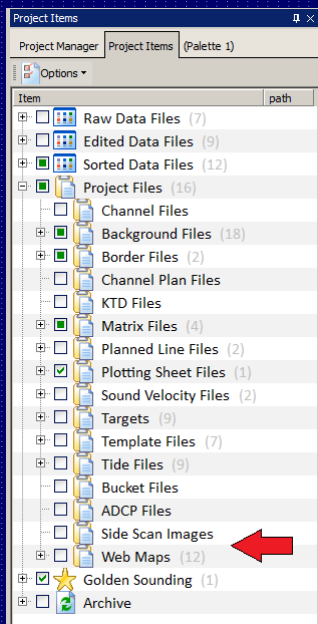 Project Items
Project Manager Project Items (Palette 1)
Options
Item path
Raw Data Files (7)
Edited Data Files (9)
Sorted Data Files (12)
Project Files (16)
Channel Files
Background Files (18)
Border Files (2)
Channel Plan Files
KTD Files
Matrix Files (4)
Planned Line Files (2)
Plotting Sheet Files (1)
Sound Velocity Files (2)
Targets (9)
Template Files (7)
Tide Files (9)
Bucket Files
ADCP Files
Side Scan Images
Web Maps (12)
Golden Sounding (1)
Archive